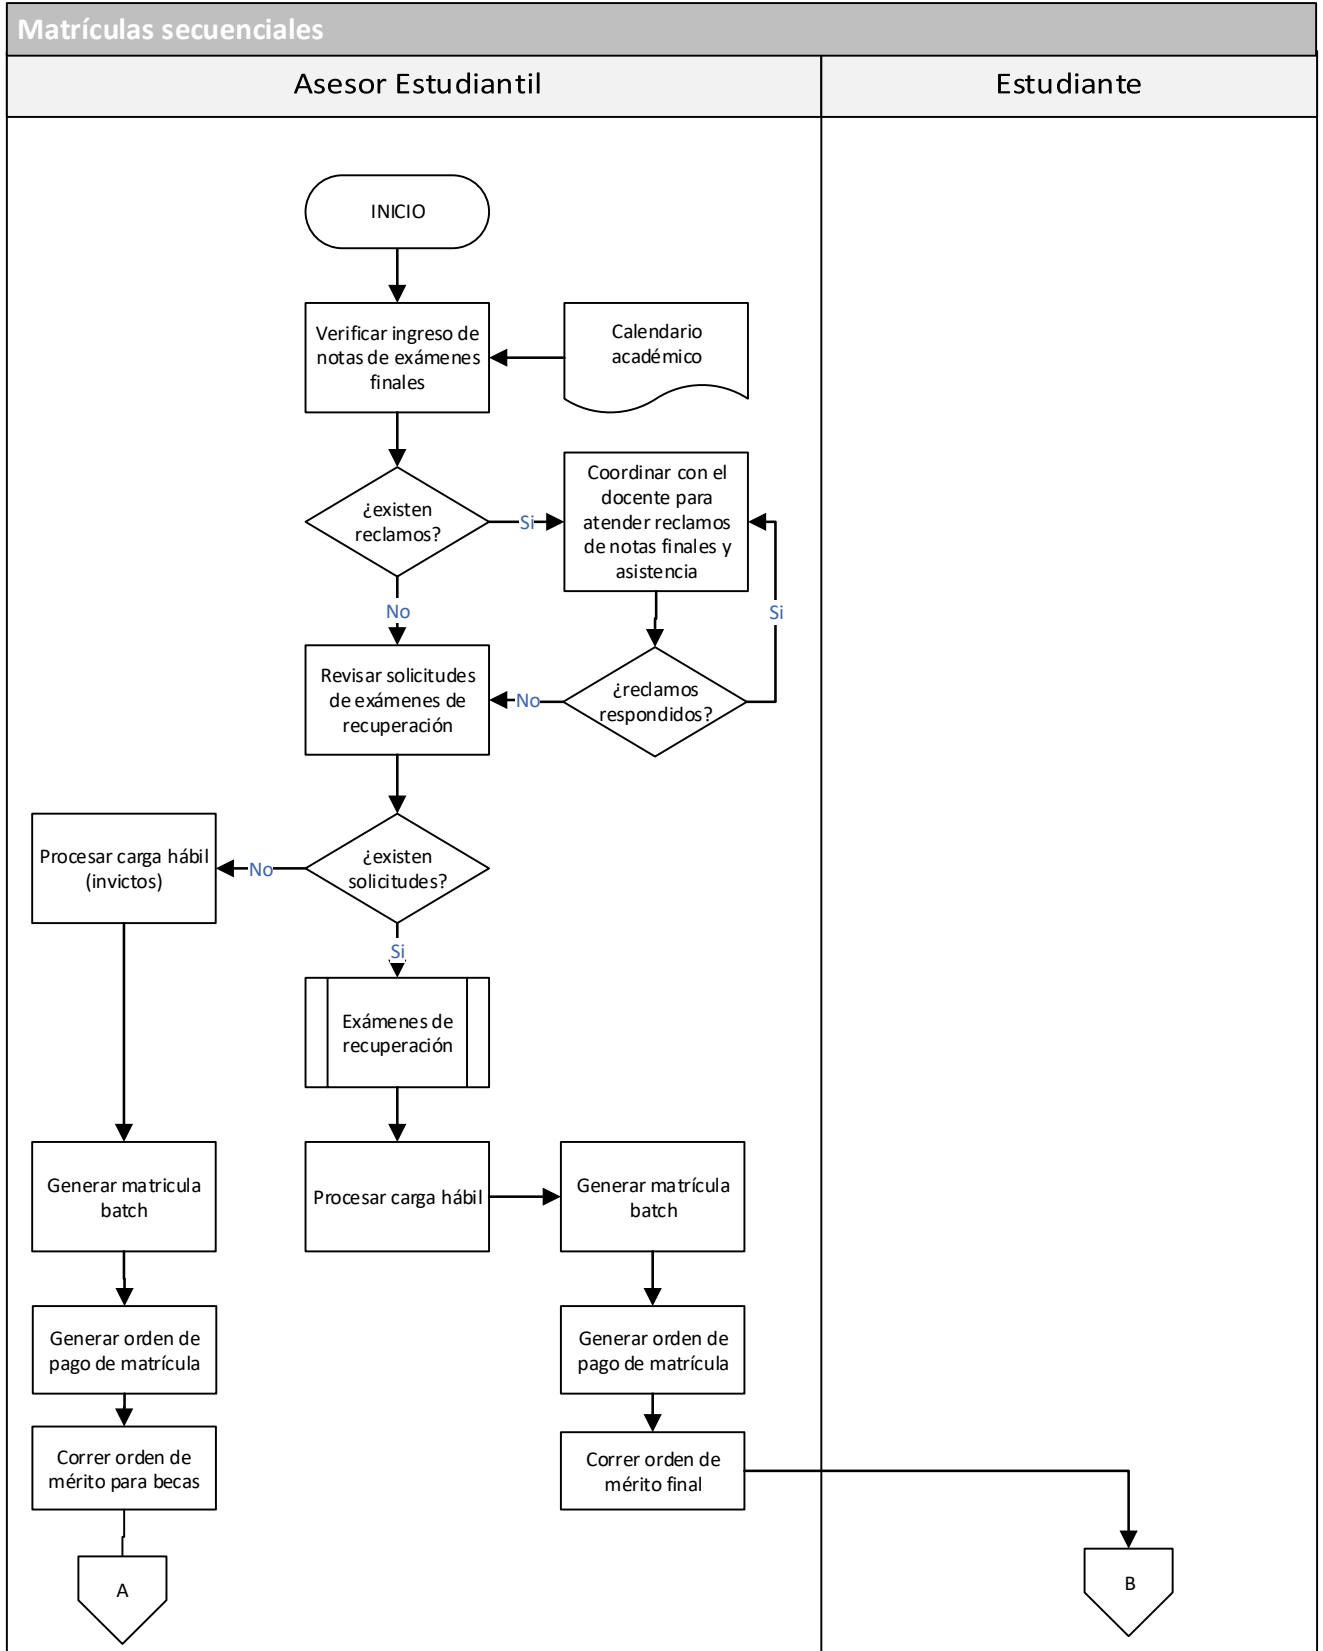 Matrículas secuenciales
Asesor Estudiantil
Estudiante
INICIO
Verificar ingreso de
notas de exámenes
finales
Calendario
académico
¿existen
reclamos?
Si
Coordinar con el
docente para
atender reclamos
de notas finales y
asistencia
No
Si
Revisar solicitudes
de exámenes de
recuperación
No
¿reclamos
respondidos?
Procesar carga hábil
(invictos)
No
¿existen
solicitudes?
Si
Exámenes de
recuperación
Generar matricula
batch
Procesar carga hábil
Generar matrícula
batch
Generar orden de
pago de matrícula
Generar orden de
pago de matrícula
Correr orden de
mérito para becas
Correr orden de
mérito final
A
B